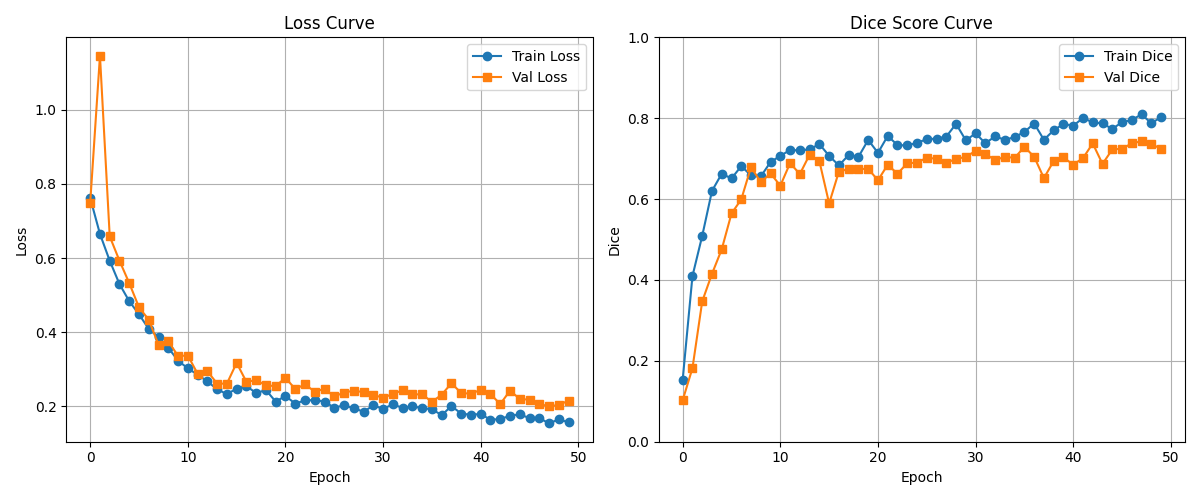 Loss Curve
Train Loss
Val Loss
1.0
0.8
0.6
0.4
0.2
Loss
0
10
20
30
40
50
Epoch
Dice Score Curve
Train Dice
Val Dice
1.0
0.8
0.6
0.4
0.2
0.0
Dice
0
10
20
30
40
50
Epoch